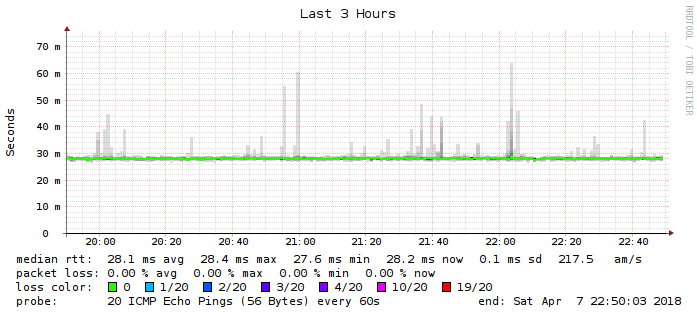 Last 3 Hours
RRDTOOL / TOBI OETIKER
Seconds
70 m
60 m
50 m
40 m
30 m
20 m
10 m
0
20:00 20:20 20:40 21:00 21:20 21:40 22:00 22:20 22:40
median rtt: 28.1 ms avg 28.4 ms max 27.6 ms min 28.2 ms now 0.1 ms sd 217.5 am/s
packet loss: 0.00 % avg 0.00 % max 0.00 % min 0.00 % now
loss color: 0 1/20 2/20 3/20 4/20 10/20 19/20
probe: 20 ICMP Echo Pings (56 Bytes) every 60s end: Sat Apr 7 22:50:03 2018